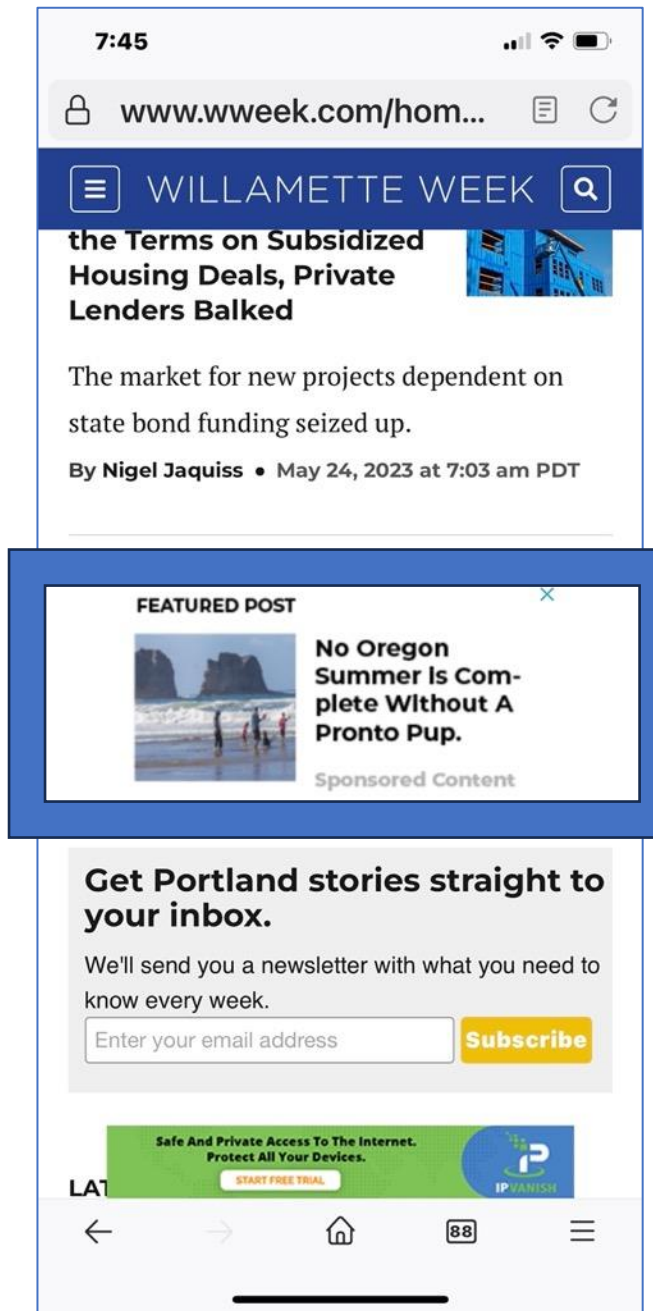 7:45
www.wweek.com/hom...
WILLAMETTE WEEK
the Terms on Subsidized
Housing Deals, Private
Lenders Balked
The market for new projects dependent on
state bond funding seized up.
By Nigel Jaquiss • May 24, 2023 at 7:03 am PDT
FEATURED POST
No Oregon
Summer is Com-
plete WIthout A
Pronto Pup.
Sponsored Content
Get Portland stories straight to
your inbox.
We'll send you a newsletter with what you need to
know every week.
Enter your email address
Subscribe
Safe And Private Access To The Internet.
Protect All Your Devices.
START FREE TRIAL
IPVANISH
LAT
88